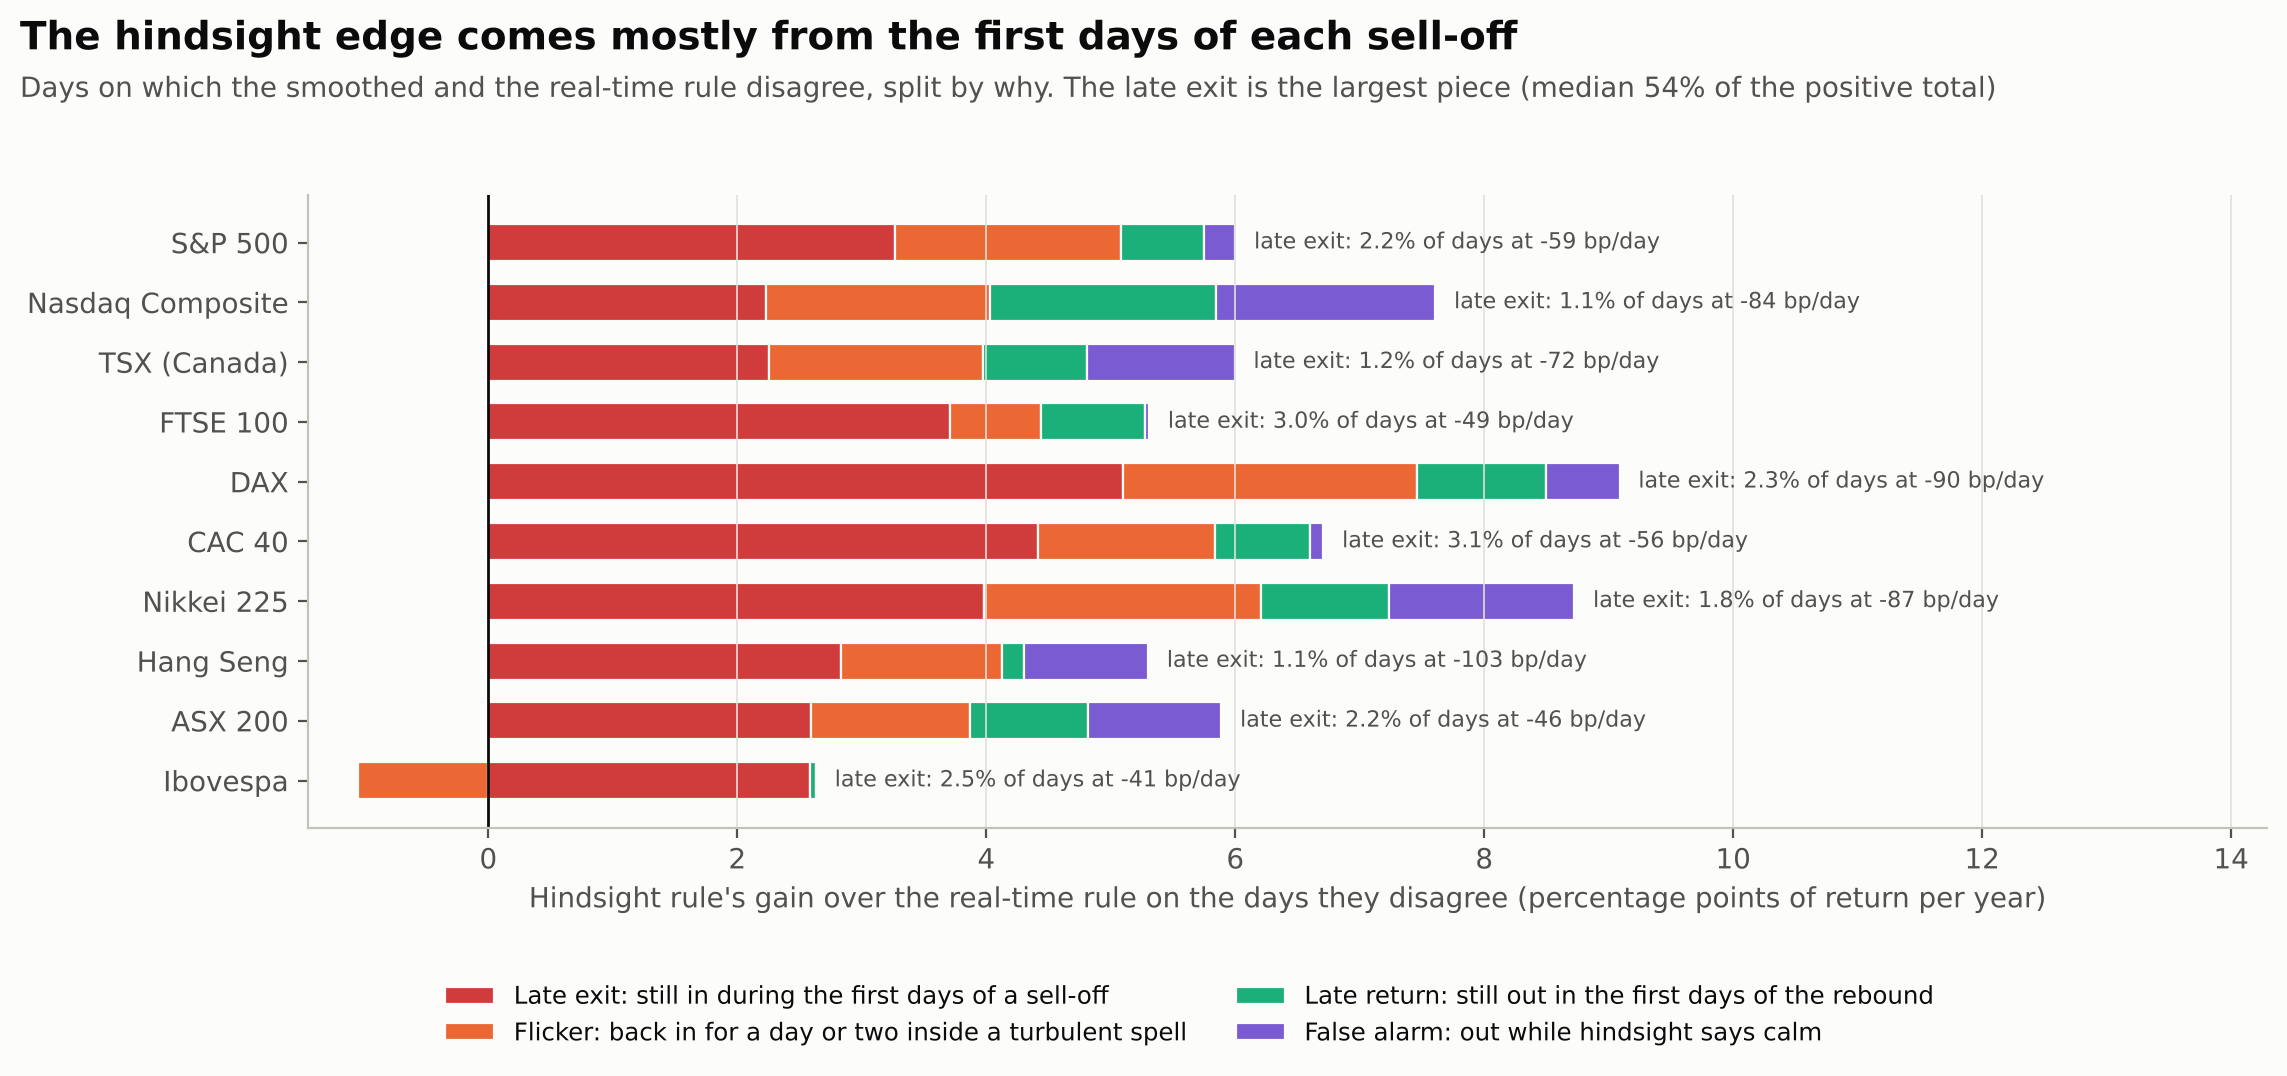 The hindsight edge comes mostly from the first days of each sell-off
Days on which the smoothed and the real-time rule disagree, split by why. The late exit is the largest piece (median 54% of the positive total)
S&P 500
late exit: 2.2% of days at -59 bp/day
Nasdaq Composite
late exit: 1.1% of days at -84 bp/day
TSX (Canada)
late exit: 1.2% of days at -72 bp/day
FTSE 100
late exit: 3.0% of days at -49 bp/day
DAX
late exit: 2.3% of days at -90 bp/day
CAC 40
late exit: 3.1% of days at -56 bp/day
Nikkei 225
late exit: 1.8% of days at -87 bp/day
Hang Seng
late exit: 1.1% of days at -103 bp/day
ASX 200
late exit: 2.2% of days at -46 bp/day
Ibovespa
late exit: 2.5% of days at -41 bp/day
0 2 4 6 8 10 12 14
Hindsight rule's gain over the real-time rule on the days they disagree (percentage points of return per year)
Late exit: still in during the first days of a sell-off
Flicker: back in for a day or two inside a turbulent spell
Late return: still out in the first days of the rebound
False alarm: out while hindsight says calm